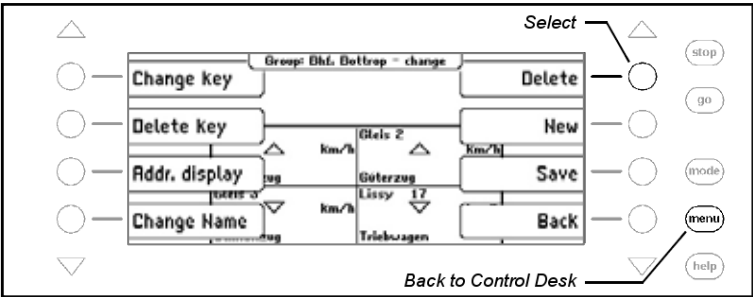 Select
stop
Group: Bhf. Bottrop - change
Change key
Delete
go
Delete key
New
Gleis 2
km/h
km/h
Addr. display
zug
Güterzug
Save
mode
Lissy 17
km/h
Change Name
Back
menu
Triebwagen
help
Back to Control Desk